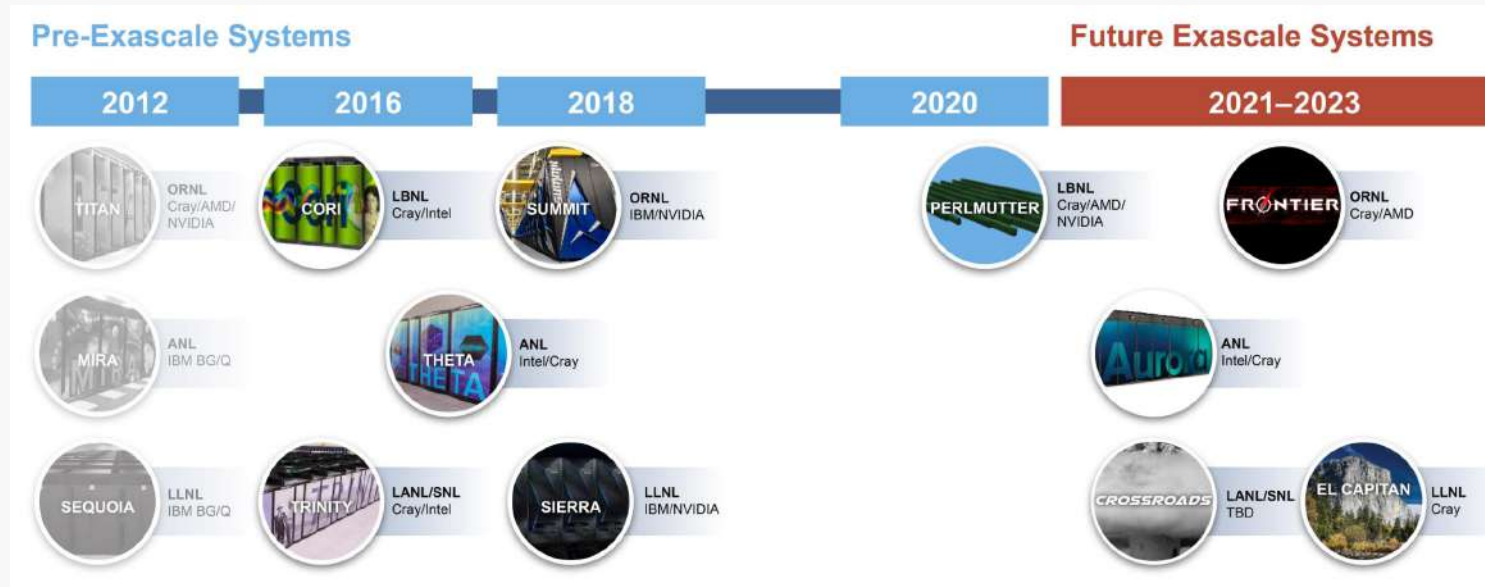 Pre-Exascale Systems
Future Exascale Systems
2012
2016
2018
2020
2021–2023
TITAN
ORNL
Cray/AMD/
NVIDIA
CORI
LBNL
Cray/Intel
SUMMIT
ORNL
IBM/NVIDIA
PERLMUTTER
LBNL
Cray/AMD/
NVIDIA
FRONTIER
ORNL
Cray/AMD
MIRA
ANL
IBM BG/Q
THETA
THETA
ANL
Intel/Cray
Aurora
ANL
Intel/Cray
SEQUOIA
LLNL
IBM BG/Q
TRINITY
LANL/SNL
Cray/Intel
SIERRA
LLNL
IBM/NVIDIA
CROSSROADS
LANL/SNL
TBD
EL CAPITAN
LLNL
Cray